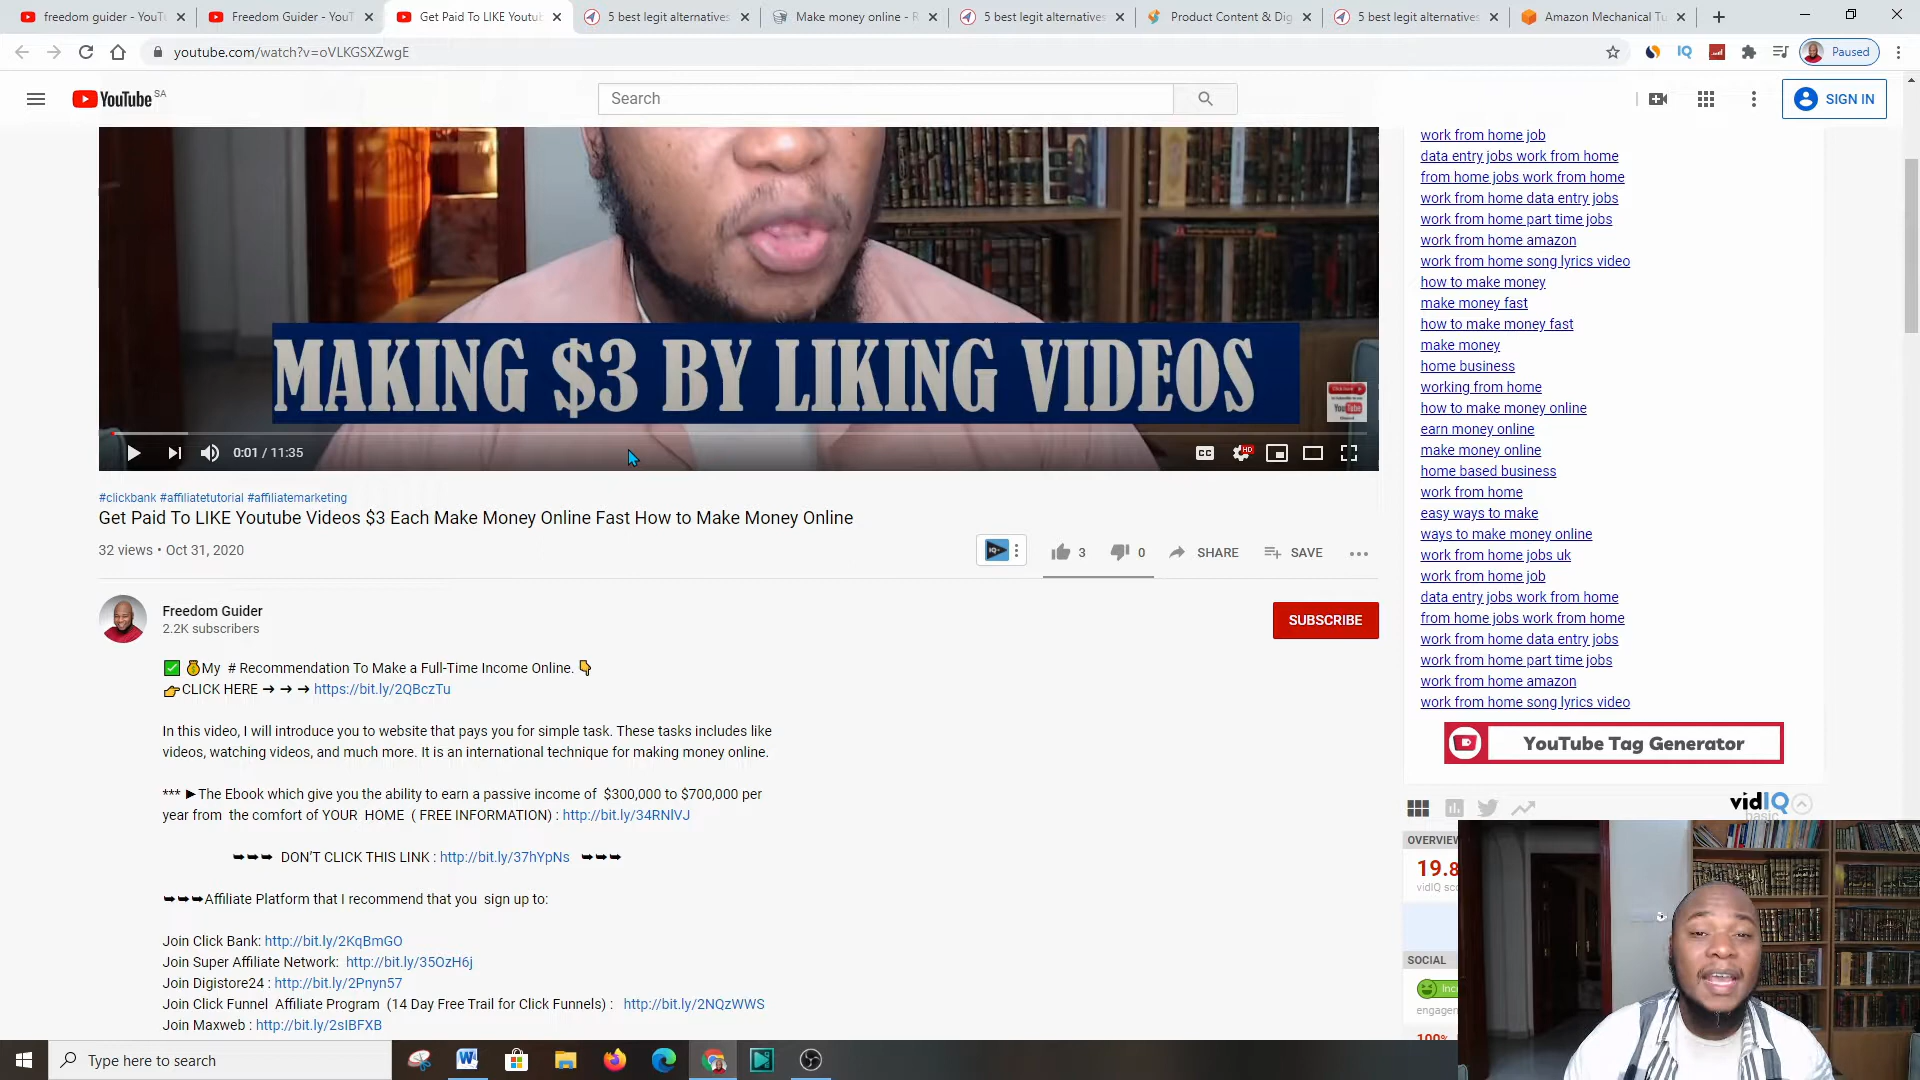 freedom guider - YouT
Freedom Guider - YouT
Get Paid To LIKE Youtub
5 best legit alternatives
Make money online - R
5 best legit alternatives
Product Content & Dig
5 best legit alternatives
Amazon Mechanical Tu
youtube.com/watch?v=oVLKGSXZwgE
IQ
Paused
YouTube SA
Search
SIGN IN
MAKING $3 BY LIKING VIDEOS
YouTube
0:01 / 11:35
CC
HD
#clickbank #affiliatetutorial #affiliatemarketing
Get Paid To LIKE Youtube Videos $3 Each Make Money Online Fast How to Make Money Online
32 views • Oct 31, 2020
3
0
SHARE
SAVE
Freedom Guider
2.2K subscribers
SUBSCRIBE
✅ 💰My # Recommendation To Make a Full-Time Income Online. 👇
👉CLICK HERE ➞ ➞ ➞ https://bit.ly/2QBczTu
In this video, I will introduce you to website that pays you for simple task. These tasks includes like
videos, watching videos, and much more. It is an international technique for making money online.
*** ►The Ebook which give you the ability to earn a passive income of $300,000 to $700,000 per
year from the comfort of YOUR HOME ( FREE INFORMATION) : http://bit.ly/34RNlVJ
➥➥➥ DON'T CLICK THIS LINK : http://bit.ly/37hYpNs ➥➥➥
➥➥➥Affiliate Platform that I recommend that you sign up to:
Join Click Bank: http://bit.ly/2KqBmGO
Join Super Affiliate Network: http://bit.ly/35OzH6j
Join Digistore24 : http://bit.ly/2Pnyn57
Join Click Funnel Affiliate Program (14 Day Free Trail for Click Funnels) : http://bit.ly/2NQzWWS
Join Maxweb : http://bit.ly/2sIBFXB
work from home job
data entry jobs work from home
from home jobs work from home
work from home data entry jobs
work from home part time jobs
work from home amazon
work from home song lyrics video
how to make money
make money fast
how to make money fast
make money
home business
working from home
how to make money online
earn money online
make money online
home based business
work from home
easy ways to make
ways to make money online
work from home jobs uk
work from home job
data entry jobs work from home
from home jobs work from home
work from home data entry jobs
work from home part time jobs
work from home amazon
work from home song lyrics video
YouTube Tag Generator
vidIQ
basic
OVERVIEW
19.8
vidIQ sc
SOCIAL
Inc
engagem
100%
Type here to search